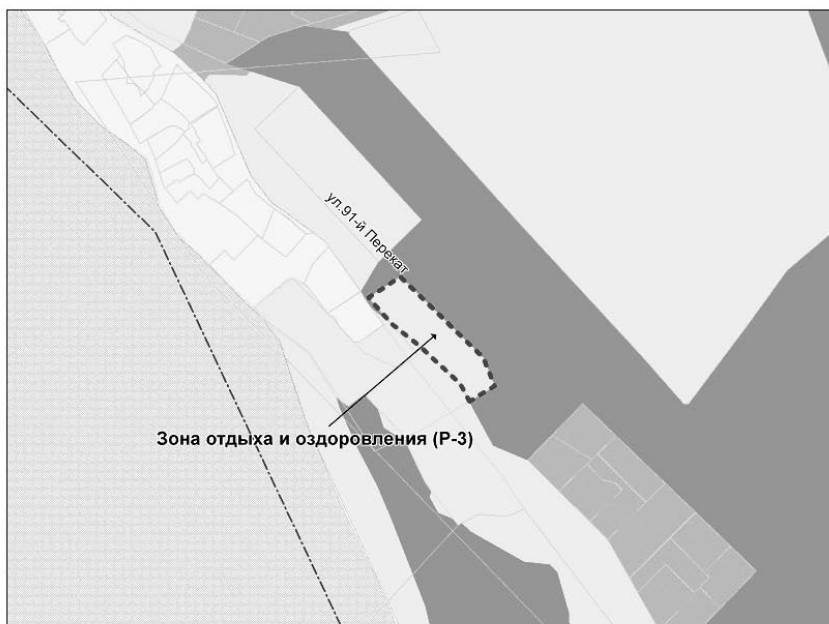 ул.91-й Перекат
Зона отдыха и оздоровления (Р-3)